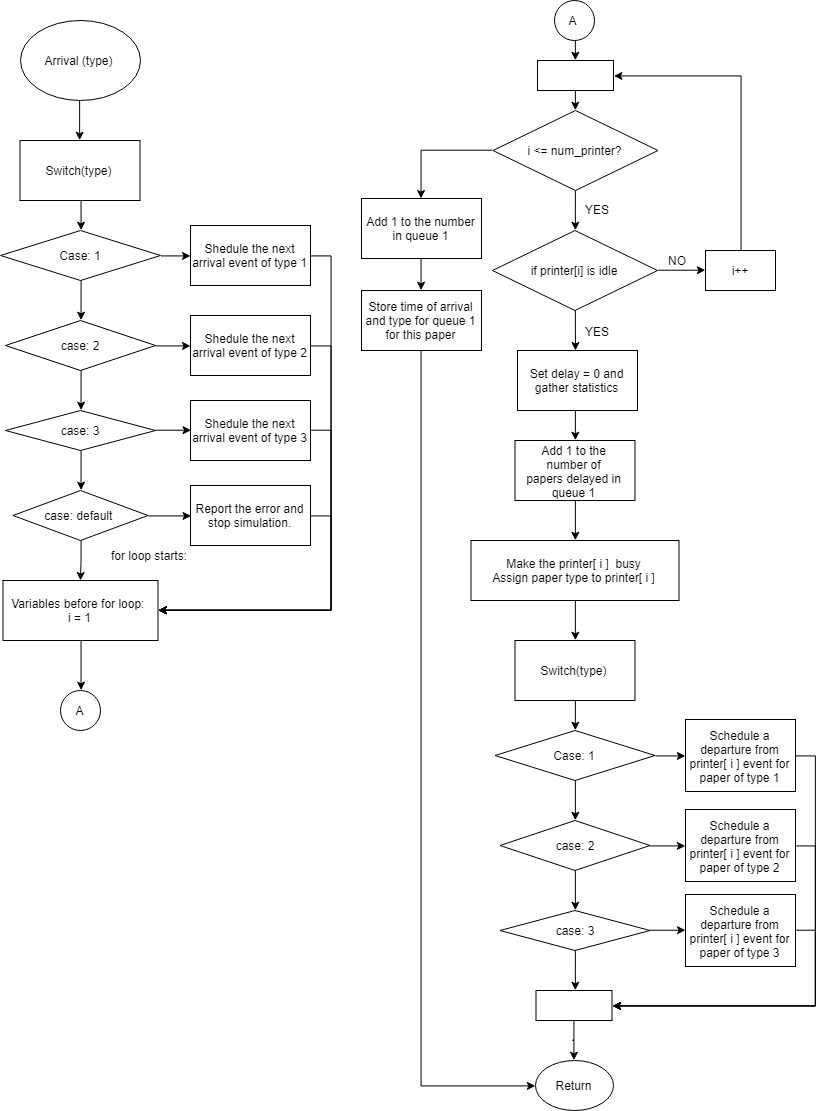 Arrival (type)
Switch(type)
Case: 1
Shedule the next
arrival event of type 1
case: 2
Shedule the next
arrival event of type 2
case: 3
Shedule the next
arrival event of type 3
case: default
Report the error and
stop simulation.
for loop starts:
Variables before for loop:
i = 1
A
A
i <= num_printer?
Add 1 to the number
in queue 1
YES
if printer[i] is idle
NO
i++
Store time of arrival
and type for queue 1
for this paper
YES
Set delay = 0 and
gather statistics
Add 1 to the
number of
papers delayed in
queue 1
Make the printer[ i ]  busy
Assign paper type to printer[ i ]
Switch(type)
Case: 1
Schedule a
departure from
printer[ i ] event for
paper of type 1
case: 2
Schedule a
departure from
printer[ i ] event for
paper of type 2
case: 3
Schedule a
departure from
printer[ i ] event for
paper of type 3
Return